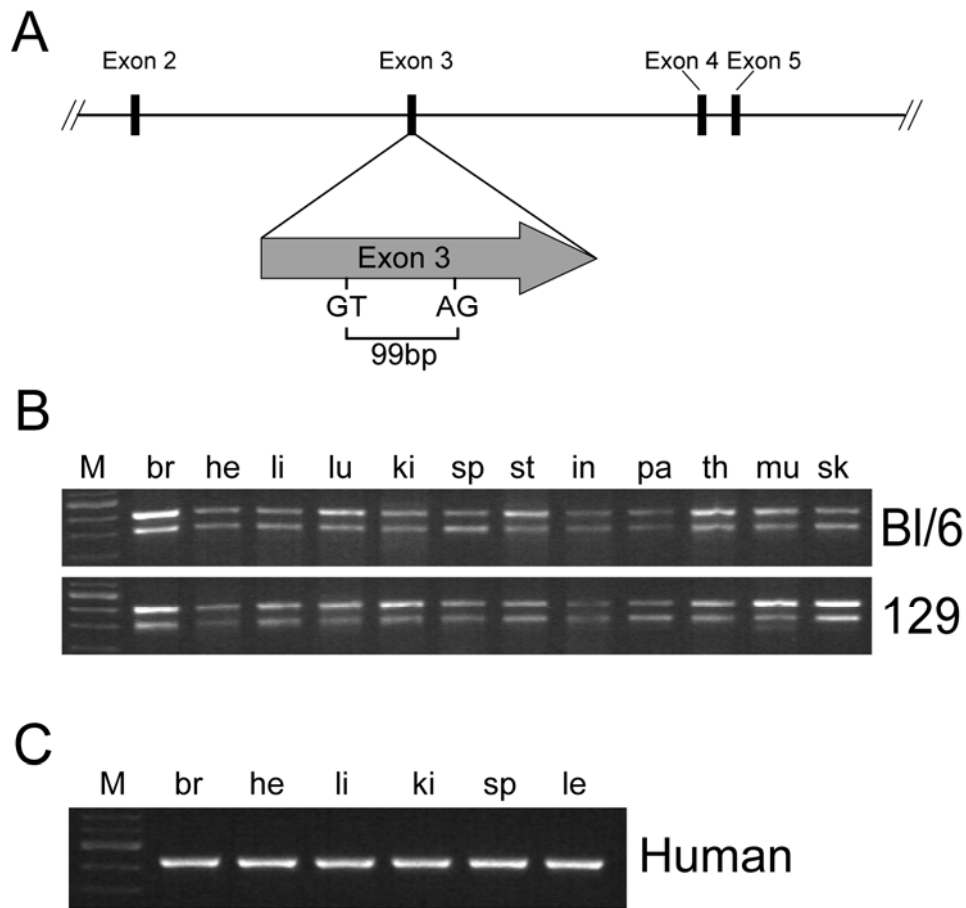 A
Exon 2 Exon 3 Exon 4 Exon 5
Exon 3
GT AG
99bp
B
M br he li lu ki sp st in pa th mu sk
Bl/6
129
C
M br he li ki sp le
Human